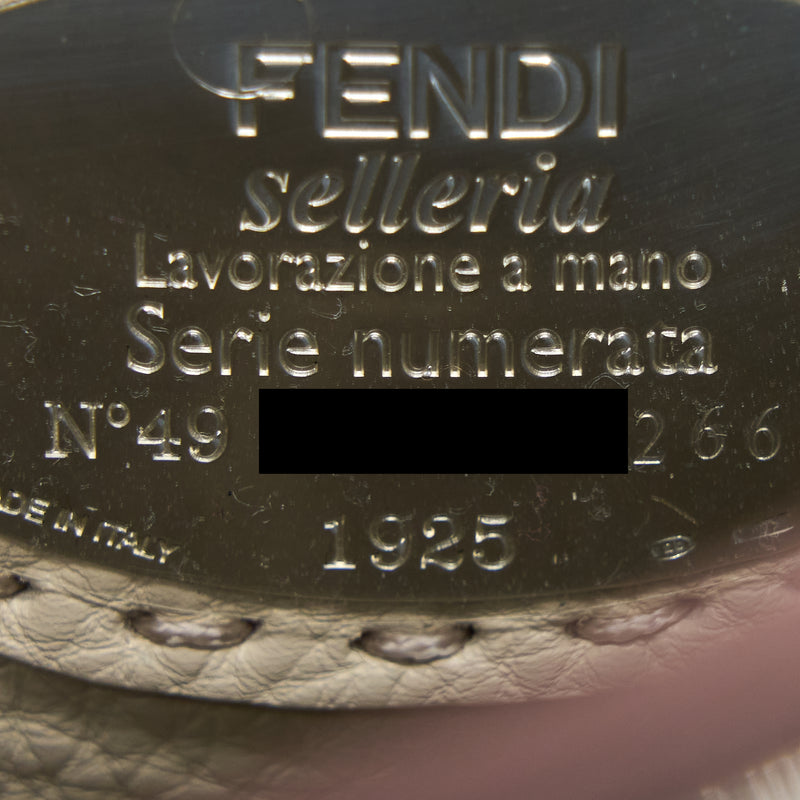 FENDI
selleria
Lavorazione a mano
Serie numerata
N°49 266
MADE IN ITALY
1925